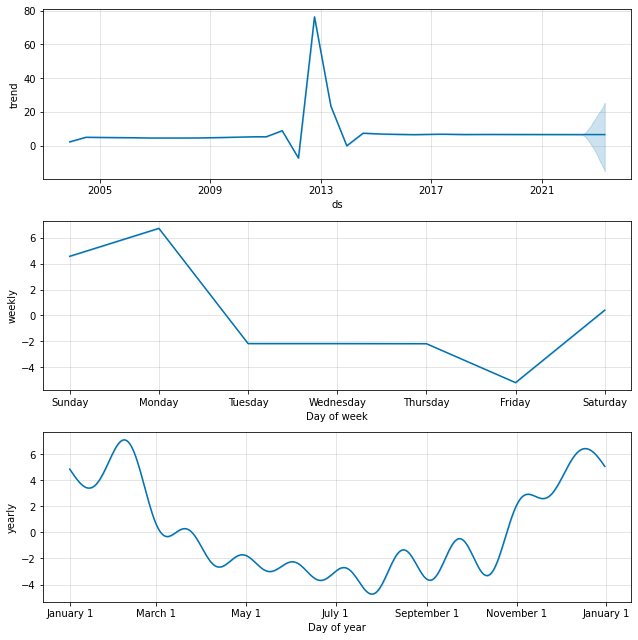 80
60
40
20
0
trend
2005 2009 2013 2017 2021
ds
6
4
2
0
−2
−4
weekly
Sunday Monday Tuesday Wednesday Thursday Friday Saturday
Day of week
6
4
2
0
−2
−4
yearly
January 1 March 1 May 1 July 1 September 1 November 1 January 1
Day of year